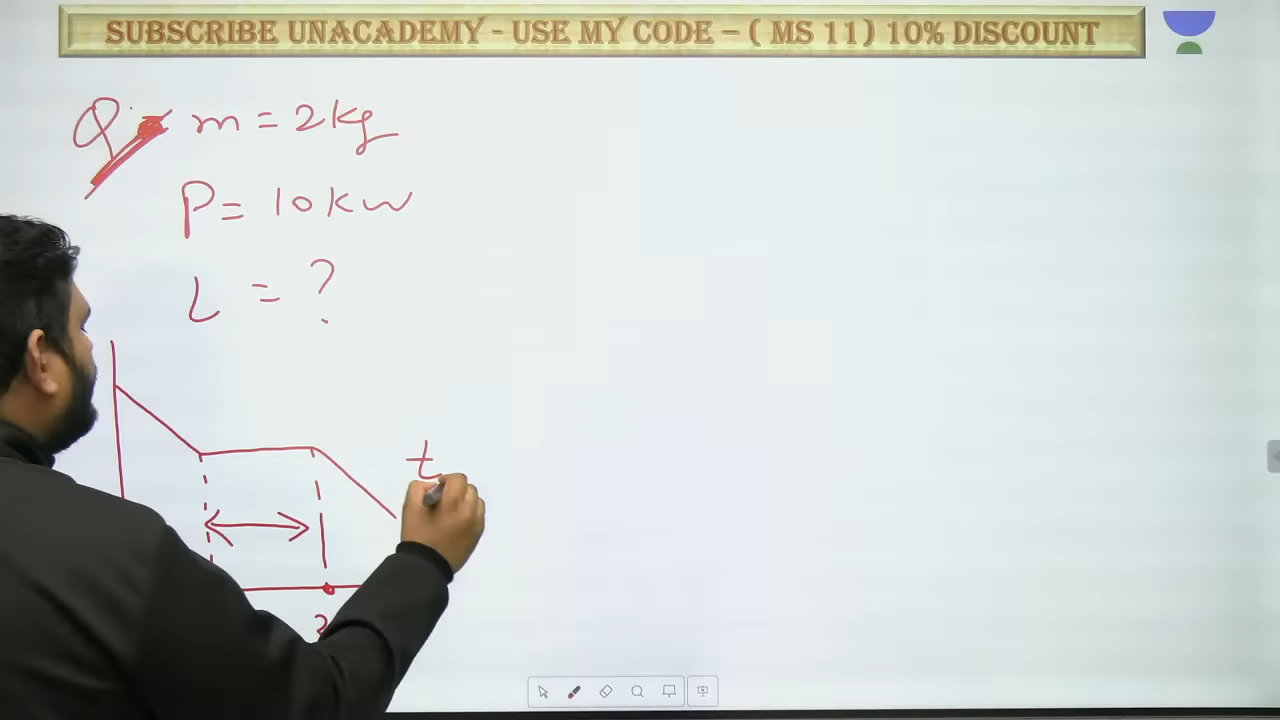 SUBSCRIBE UNACADEMY - USE MY CODE – ( MS 11) 10% DISCOUNT
Q. m = 2kg
P = 10kw
L = ?
t